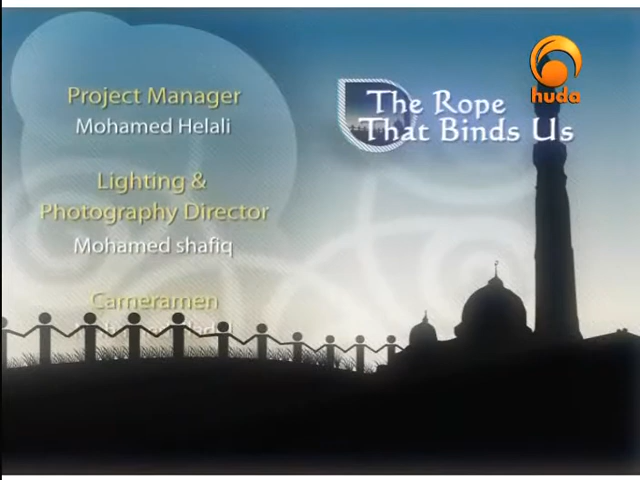 Project Manager
Mohamed Helali
Lighting &
Photography Director
Mohamed shafiq
Cameramen
The Rope
That Binds Us
huda